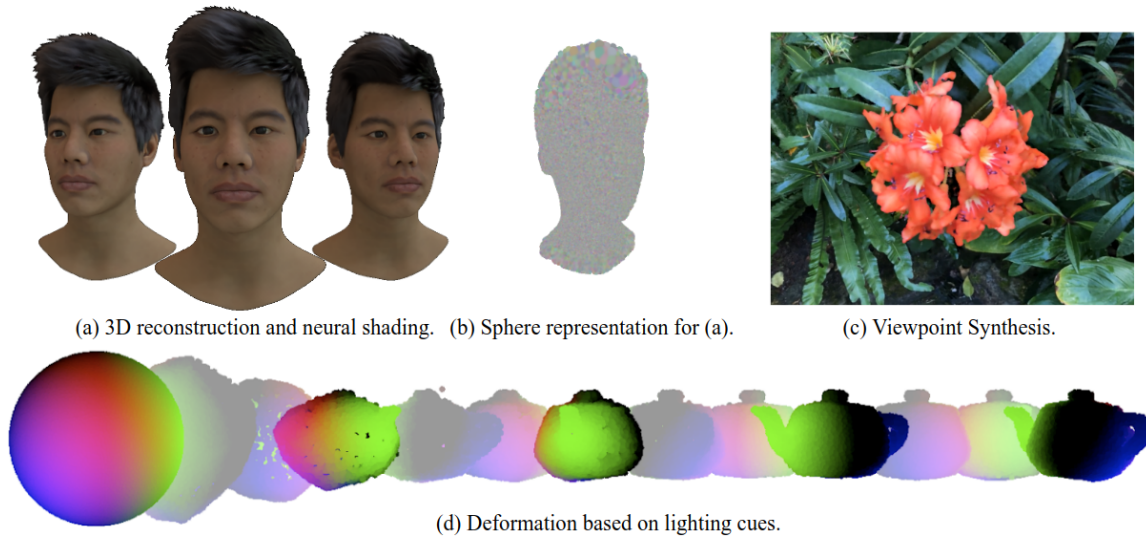 (a) 3D reconstruction and neural shading.
(b) Sphere representation for (a).
(c) Viewpoint Synthesis.
(d) Deformation based on lighting cues.